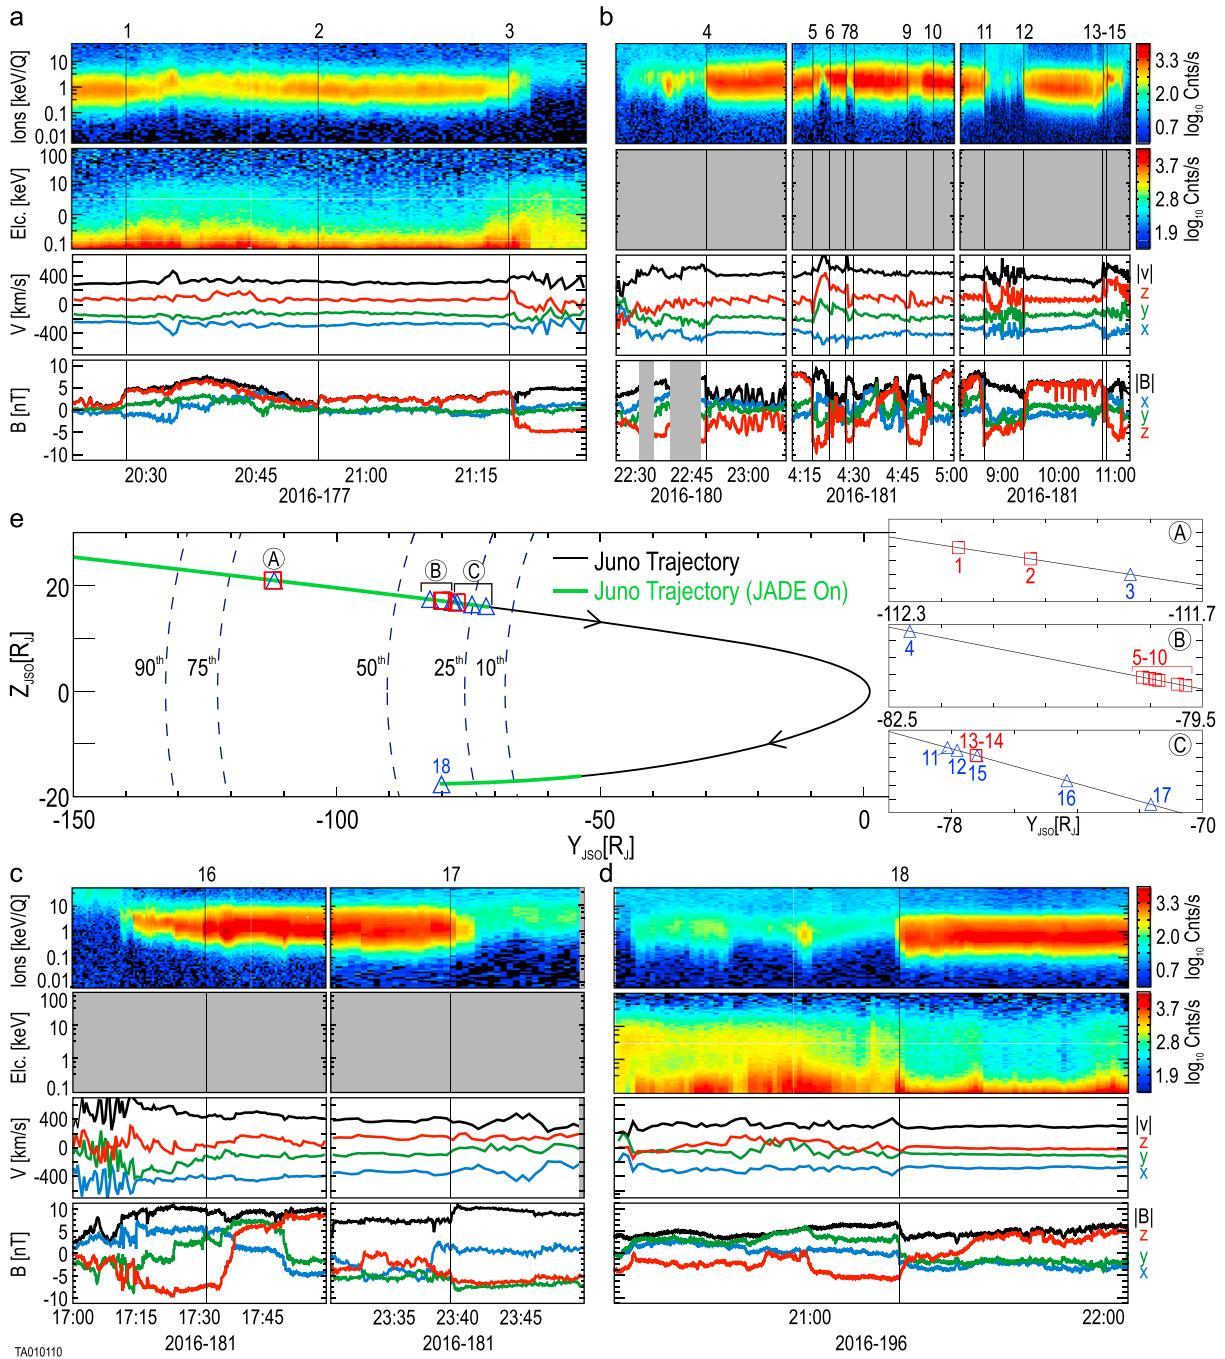 a
1 2 3
Ions [keV/Q]
10
1
0.1
0.01
Elc. [keV]
100
10
0
0.1
V [km/s]
400
0
-400
B [nT]
10
5
0
-5
-10
20:30 20:45 21:00 21:15
2016-177
b
4 5 6 78 9 10 11 12 13-15
3.3
2.0
0.7
log10 Cnts/s
3.7
2.8
1.9
log10 Cnts/s
|v|
z
y
x
|B|
x
y
z
22:30 22:45 23:00 4:15 4:30 4:45 5:00 9:00 10:00 11:00
2016-180 2016-181 2016-181
e
Juno Trajectory
Juno Trajectory (JADE On)
A
B
C
90th 75th 50th 25th 10th
18
ZJSO[RJ]
20
0
-20
-150 -100 -50 0
YJSO[RJ]
A
1 2 3
-112.3 -111.7
B
4
5-10
-82.5 -79.5
C
13-14
11 12 15 16 17
-78 -70
YJSO[RJ]
c
16 17
Ions [keV/Q]
10
1
0.1
0.01
Elc. [keV]
100
10
1
0.1
V [km/s]
400
0
-400
B [nT]
10
5
0
-5
-10
17:00 17:15 17:30 17:45 23:35 23:40 23:45
2016-181 2016-181
d
18
3.3
2.0
0.7
log10 Cnts/s
3.7
2.8
1.9
log10 Cnts/s
|v|
z
y
x
|B|
z
y
x
21:00 22:00
2016-196
TA010110